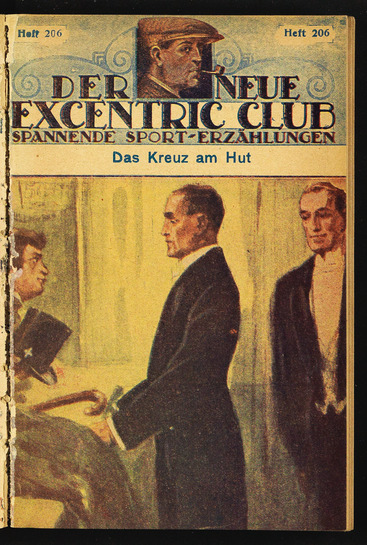 Heft 206
Heft 206
DER NEUE
EXCENTRIC CLUB
SPANNENDE SPORT-ERZÄHLUNGEN
Das Kreuz am Hut